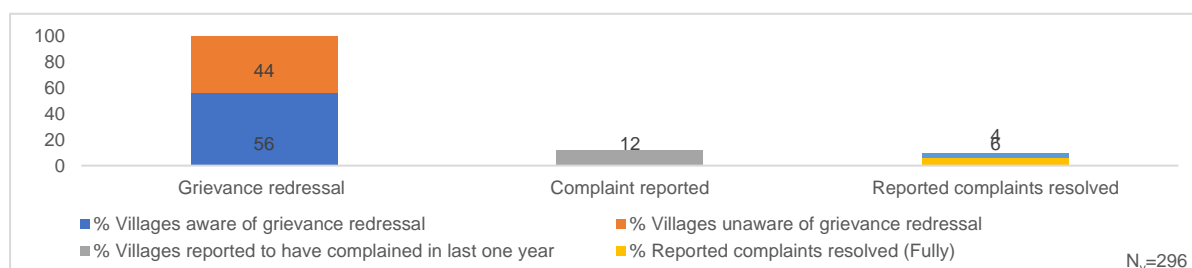 100
80
60
40
20
0
44
56
12
4
6
Grievance redressal
Complaint reported
Reported complaints resolved
% Villages aware of grievance redressal
% Villages unaware of grievance redressal
% Villages reported to have complained in last one year
% Reported complaints resolved (Fully)
Nv=296